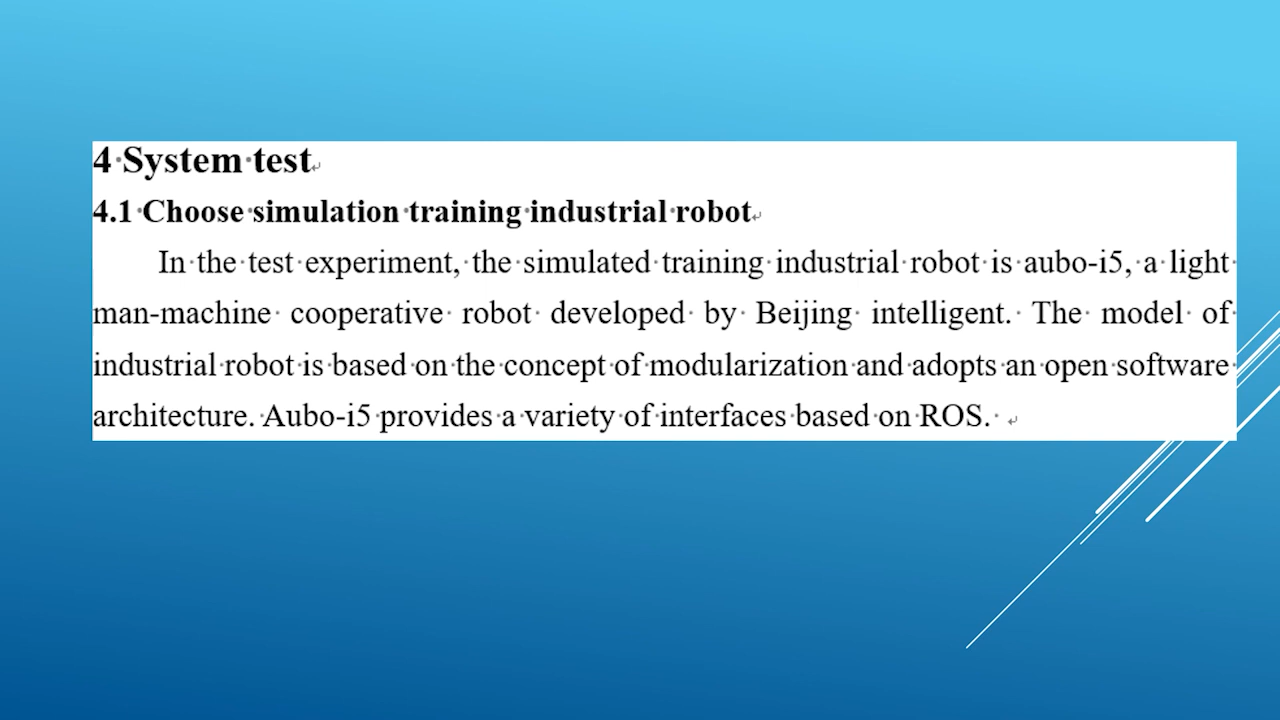 4 System test
4.1 Choose simulation training industrial robot
In the test experiment, the simulated training industrial robot is aubo-i5, a light
man-machine cooperative robot developed by Beijing intelligent. The model of
industrial robot is based on the concept of modularization and adopts an open software
architecture. Aubo-i5 provides a variety of interfaces based on ROS.